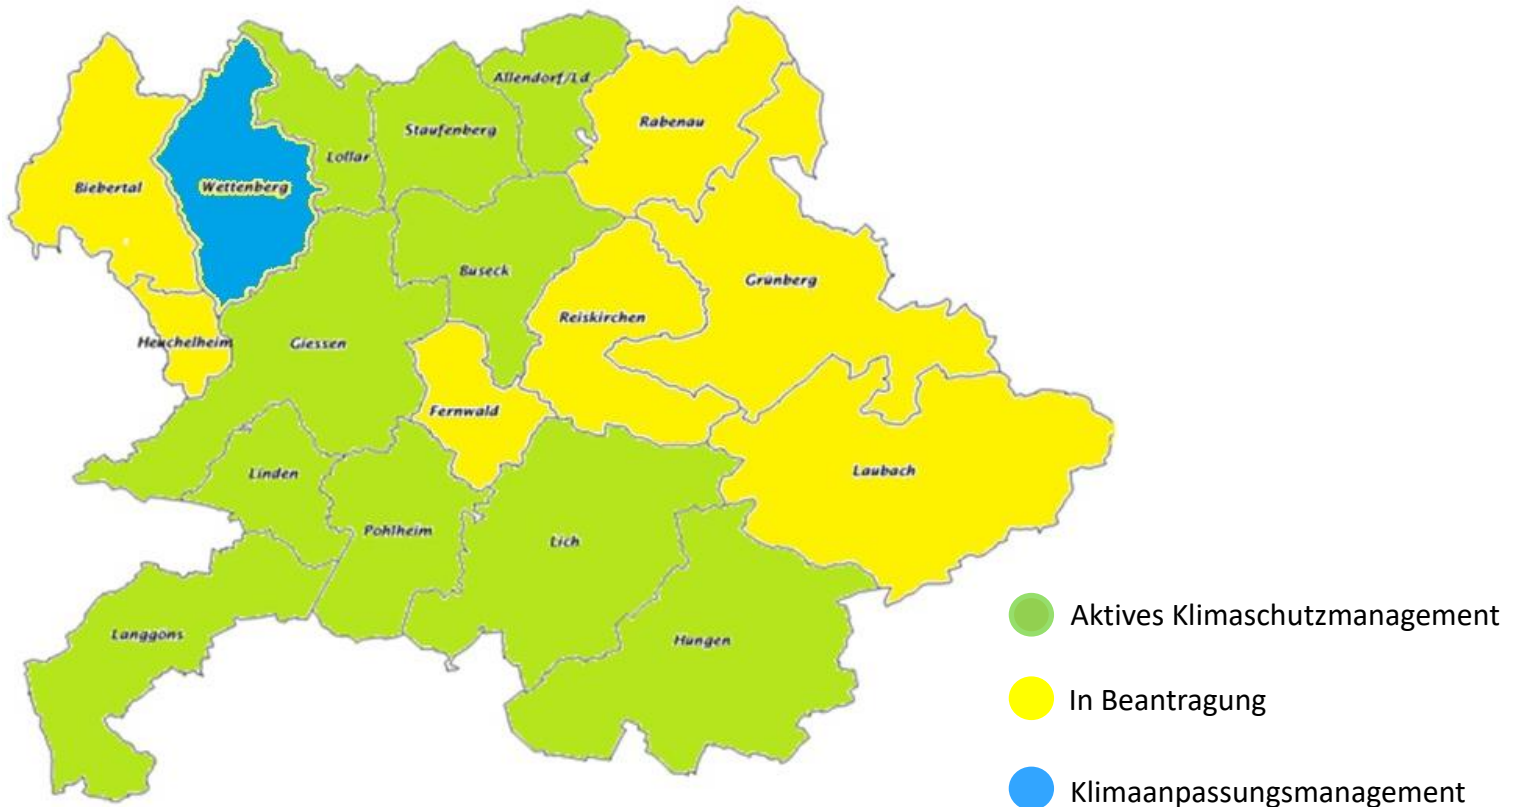 Allendorf/Ld
Rabenau
Staufenberg
Lollar
Biebertal
Wettenberg
Buseck
Grünberg
Reiskirchen
Heuchelheim
Giessen
Fernwald
Linden
Laubach
Pohlheim
Lich
Langgöns
Hungen
Aktives Klimaschutzmanagement
In Beantragung
Klimaanpassungsmanagement